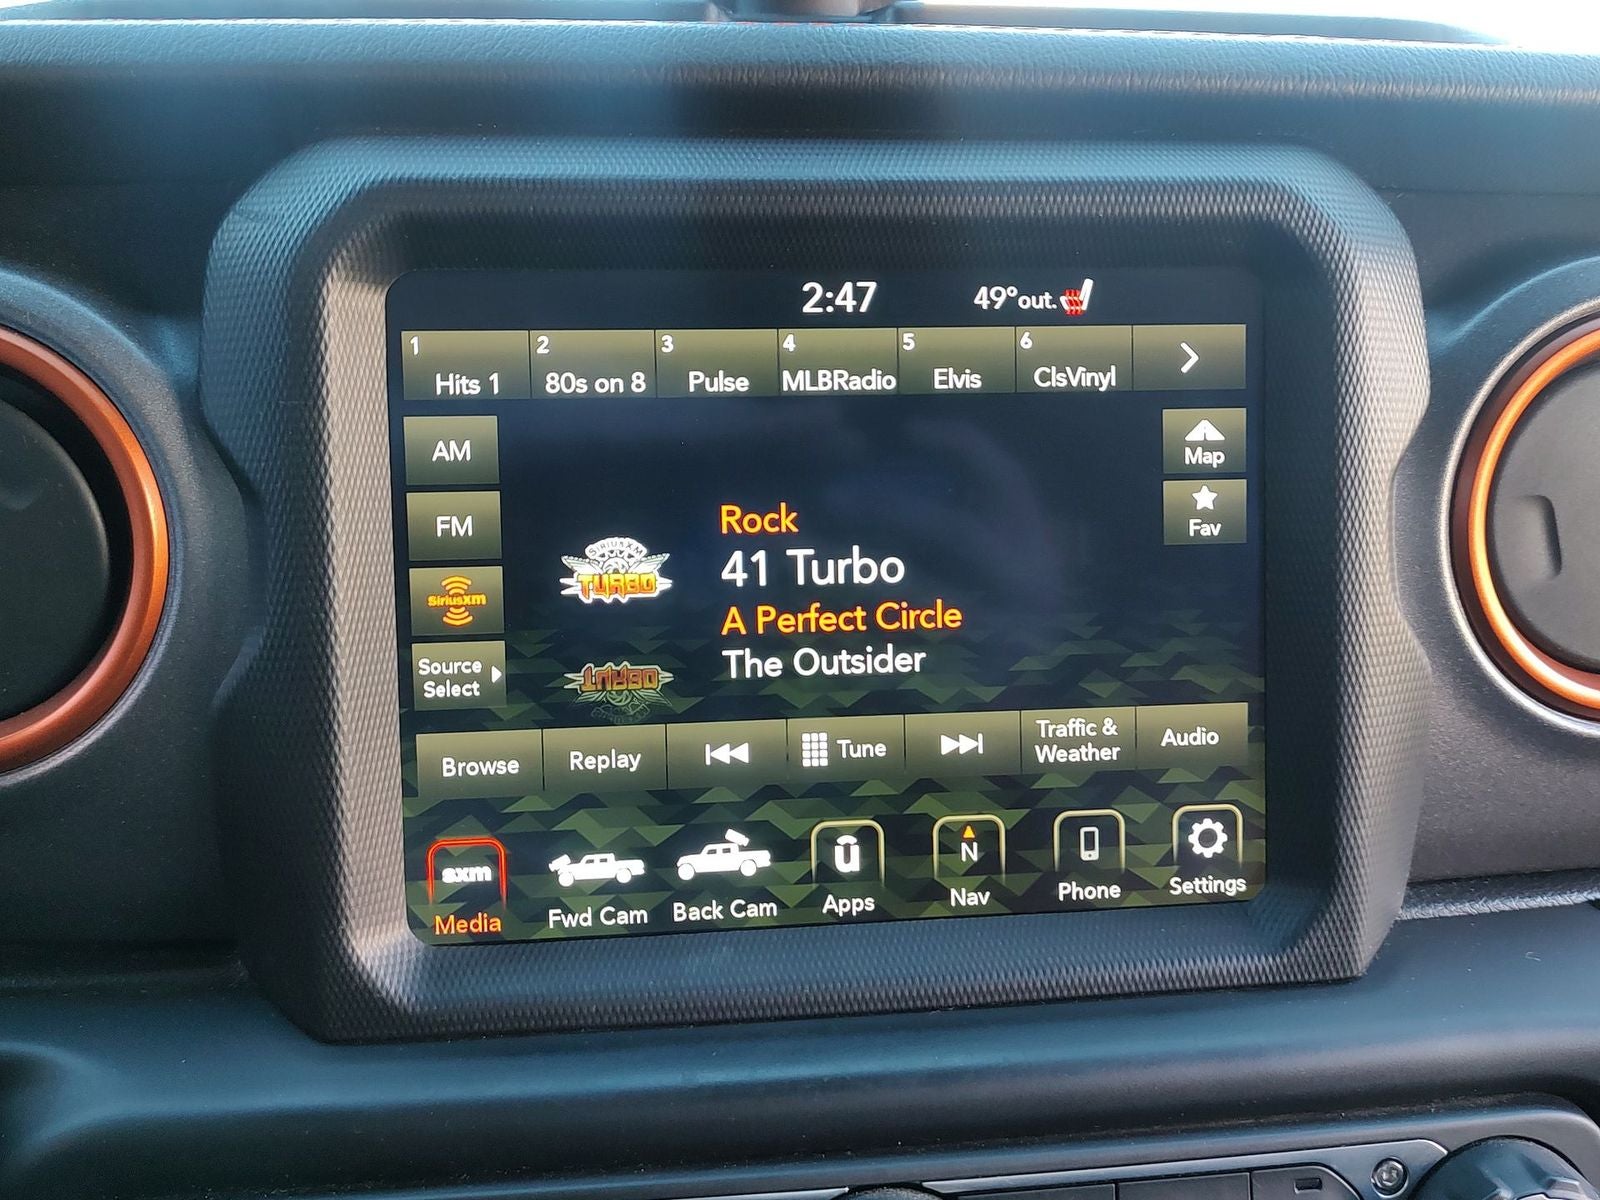 2:47 49°out.
1 2 3 4 5 6
Hits 1 80s on 8 Pulse MLBRadio Elvis ClsVinyl
AM
Map
FM
Fav
SiriusXM
Source
Select
SIRIUSXM
TURBO
Rock
41 Turbo
A Perfect Circle
The Outsider
TURBO
Browse Replay Tune Traffic &
Weather Audio
sxm ū N
Media Fwd Cam Back Cam Apps Nav Phone Settings